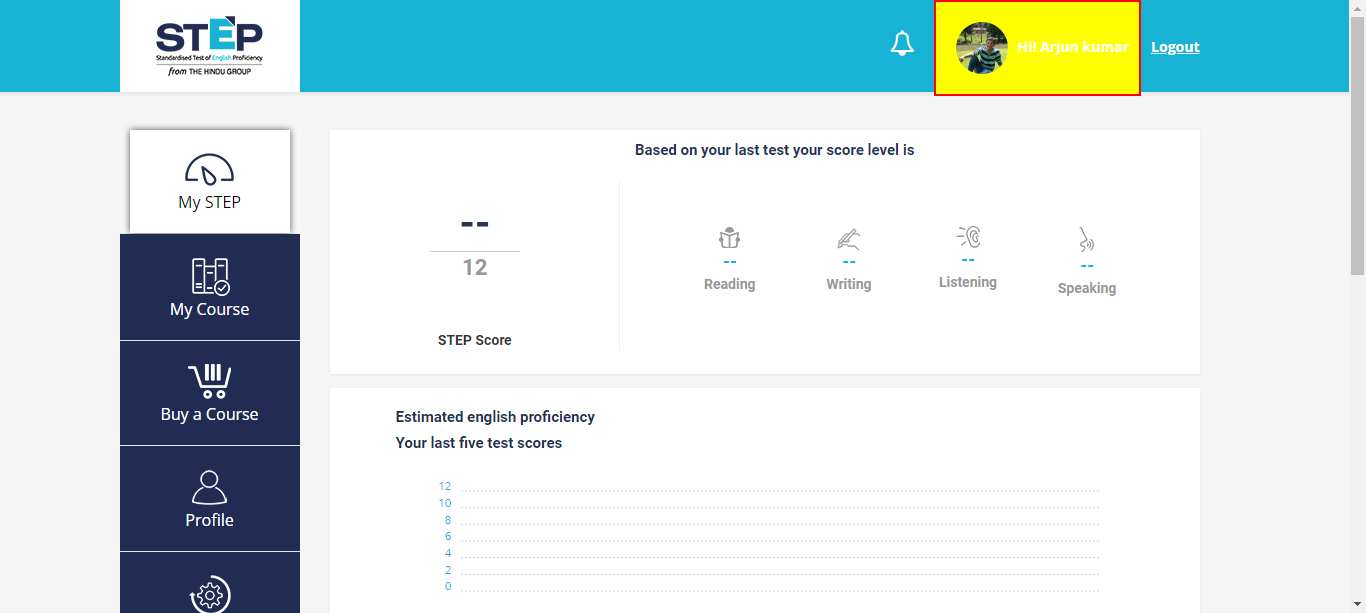 STEP
Standardised Test of English Proficiency
from THE HINDU GROUP
Hi! Arjun kumar
Logout
My STEP
My Course
Buy a Course
Profile
Based on your last test your score level is
--
12
STEP Score
--
Reading
--
Writing
--
Listening
--
Speaking
Estimated english proficiency
Your last five test scores
12
10
8
6
4
2
0